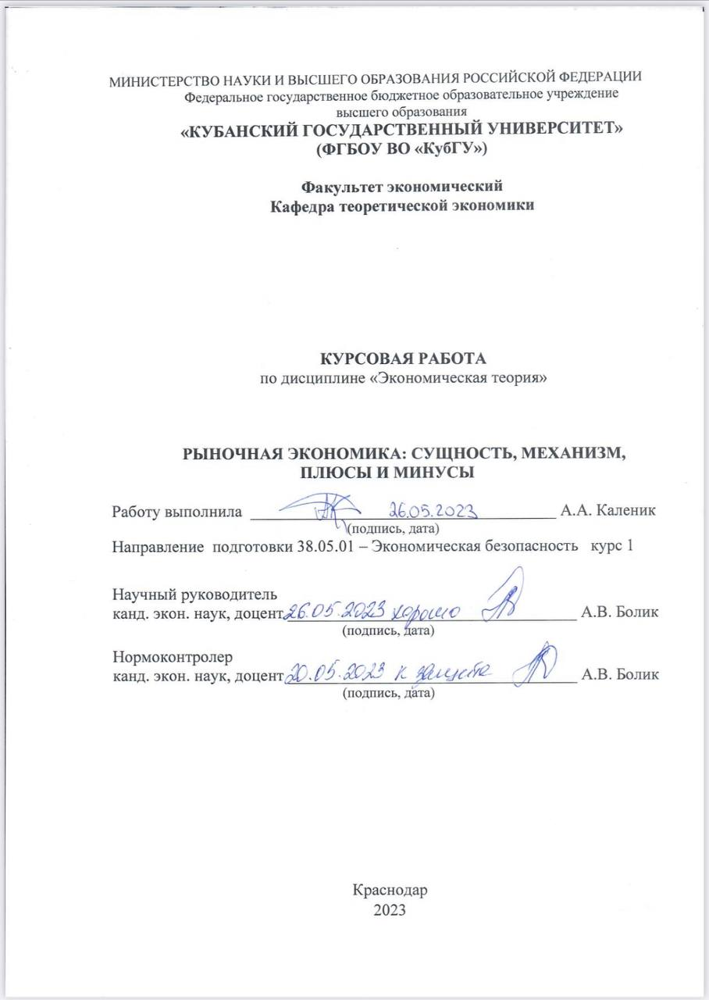 МИНИСТЕРСТВО НАУКИ И ВЫСШЕГО ОБРАЗОВАНИЯ РОССИЙСКОЙ ФЕДЕРАЦИИ
Федеральное государственное бюджетное образовательное учреждение
высшего образования
«КУБАНСКИЙ ГОСУДАРСТВЕННЫЙ УНИВЕРСИТЕТ»
(ФГБОУ ВО «КубГУ»)
Факультет экономический
Кафедра теоретической экономики
КУРСОВАЯ РАБОТА
по дисциплине «Экономическая теория»
РЫНОЧНАЯ ЭКОНОМИКА: СУЩНОСТЬ, МЕХАНИЗМ,
ПЛЮСЫ И МИНУСЫ
Работу выполнила 26.05.2023 А.А. Каленик
(подпись, дата)
Направление подготовки 38.05.01 – Экономическая безопасность курс 1
Научный руководитель
канд. экон. наук, доцент 26.05.2023 хорошо А.В. Болик
(подпись, дата)
Нормоконтролер
канд. экон. наук, доцент 20.05.2023 к защите А.В. Болик
(подпись, дата)
Краснодар
2023